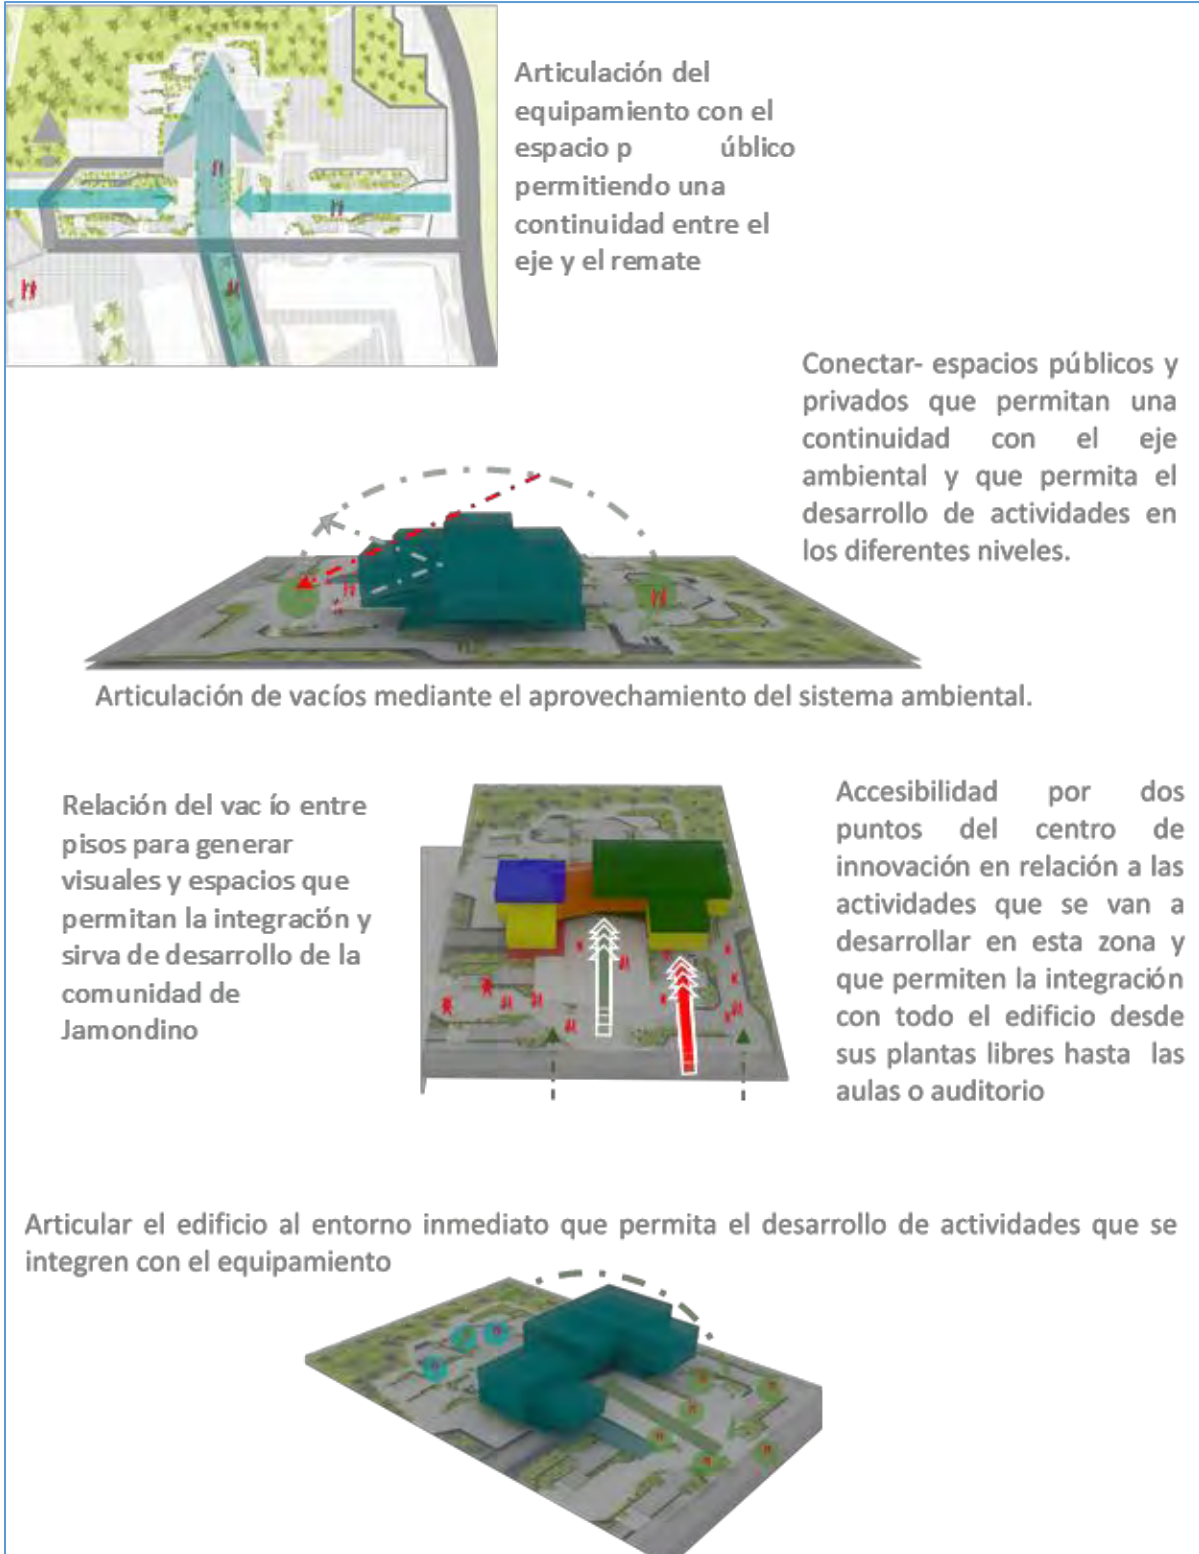 Articulación del
equipamiento con el
espacio p úblico
permitiendo una
continuidad entre el
eje y el remate
Conectar- espacios públicos y
privados que permitan una
continuidad con el eje
ambiental y que permita el
desarrollo de actividades en
los diferentes niveles.
Articulación de vacíos mediante el aprovechamiento del sistema ambiental.
Relación del vac ío entre
pisos para generar
visuales y espacios que
permitan la integración y
sirva de desarrollo de la
comunidad de
Jamondino
Accesibilidad por dos
puntos del centro de
innovación en relación a las
actividades que se van a
desarrollar en esta zona y
que permiten la integración
con todo el edificio desde
sus plantas libres hasta las
aulas o auditorio
Articular el edificio al entorno inmediato que permita el desarrollo de actividades que se
integren con el equipamiento